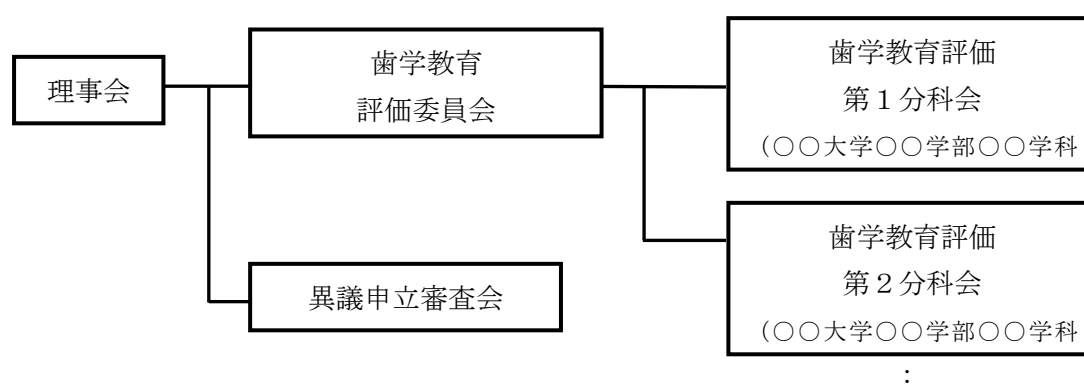 理事会
歯学教育
評価委員会
異議申立審査会
歯学教育評価
第１分科会
(○○大学○○学部○○学科
歯学教育評価
第２分科会
(○○大学○○学部○○学科
：